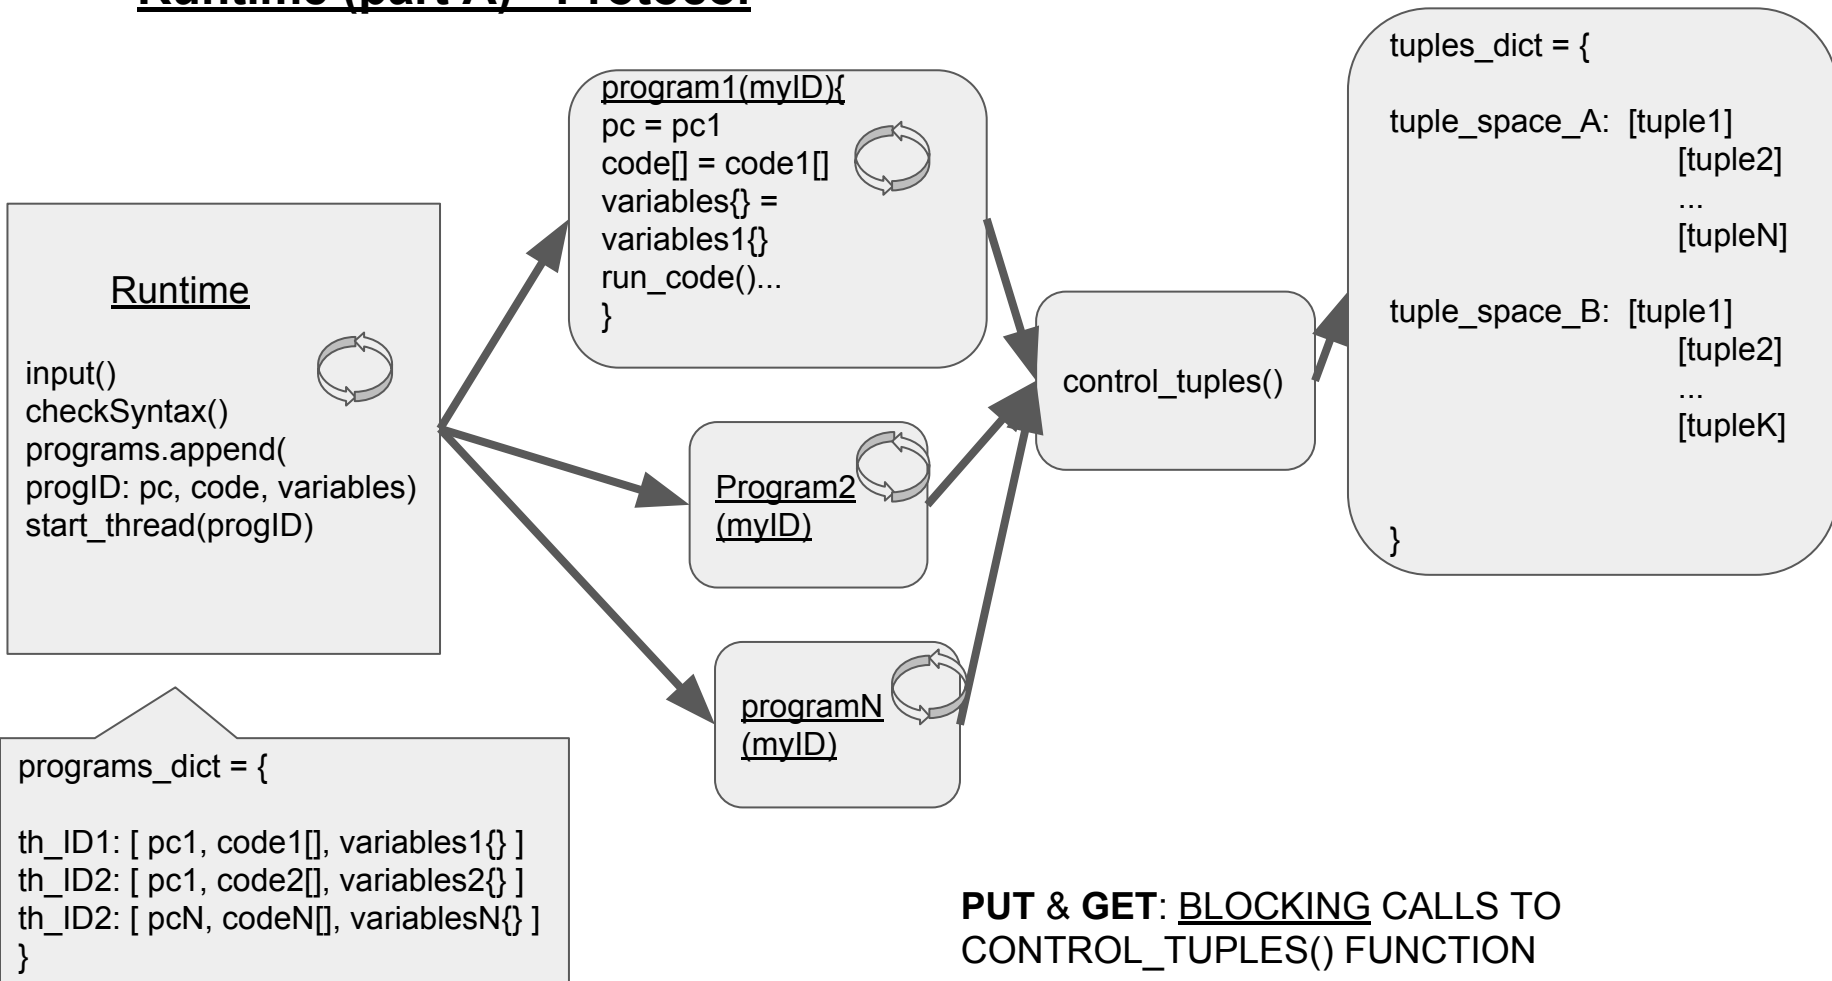 Runtime (part A) - Protocol
program1(myID){
pc = pc1
code[] = code1[]
variables{} =
variables1{}
run_code()...
}
Runtime
input()
checkSyntax()
programs.append(
progID: pc, code, variables)
start_thread(progID)
Program2
(myID)
programN
(myID)
control_tuples()
tuples_dict = {
tuple_space_A: [tuple1]
[tuple2]
...
[tupleN]
tuple_space_B: [tuple1]
[tuple2]
...
[tupleK]
}
programs_dict = {
th_ID1: [ pc1, code1[], variables1{} ]
th_ID2: [ pc1, code2[], variables2{} ]
th_ID2: [ pcN, codeN[], variablesN{} ]
}
PUT & GET: BLOCKING CALLS TO
CONTROL_TUPLES() FUNCTION